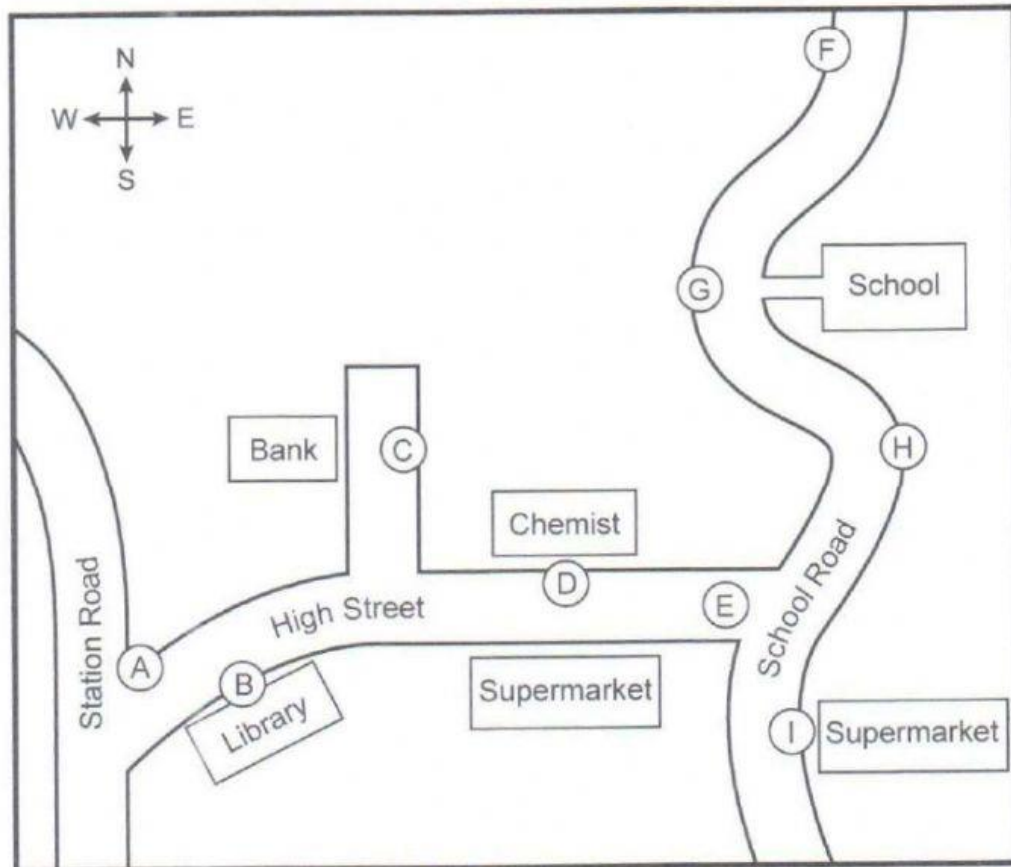 F
N
W E
S
G
School
Bank
C
H
Chemist
D
High Street
E
School Road
Station Road
A
B
Library
Supermarket
I
Supermarket